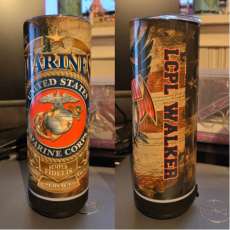 MARINES
UNITED STATES
MARINE CORPS
SEMPER
FIDELIS
LCPL WALKER